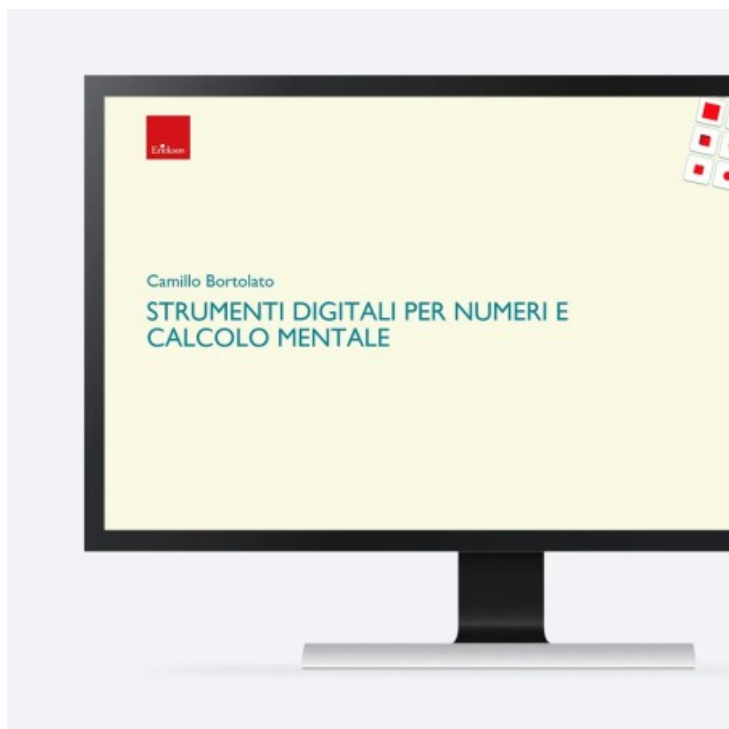 Erickson
Camillo Bortolato
STRUMENTI DIGITALI PER NUMERI E
CALCOLO MENTALE